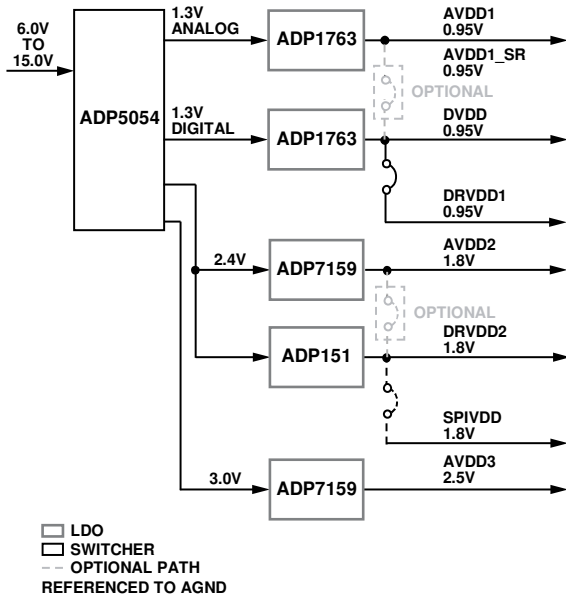 6.0V
TO
15.0V
ADP5054
1.3V
ANALOG
ADP1763
AVDD1
0.95V
AVDD1_SR
0.95V
OPTIONAL
1.3V
DIGITAL
ADP1763
DVDD
0.95V
DRVDD1
0.95V
2.4V
ADP7159
AVDD2
1.8V
OPTIONAL
ADP151
DRVDD2
1.8V
SPIVDD
1.8V
3.0V
ADP7159
AVDD3
2.5V
LDO
SWITCHER
OPTIONAL PATH
REFERENCED TO AGND